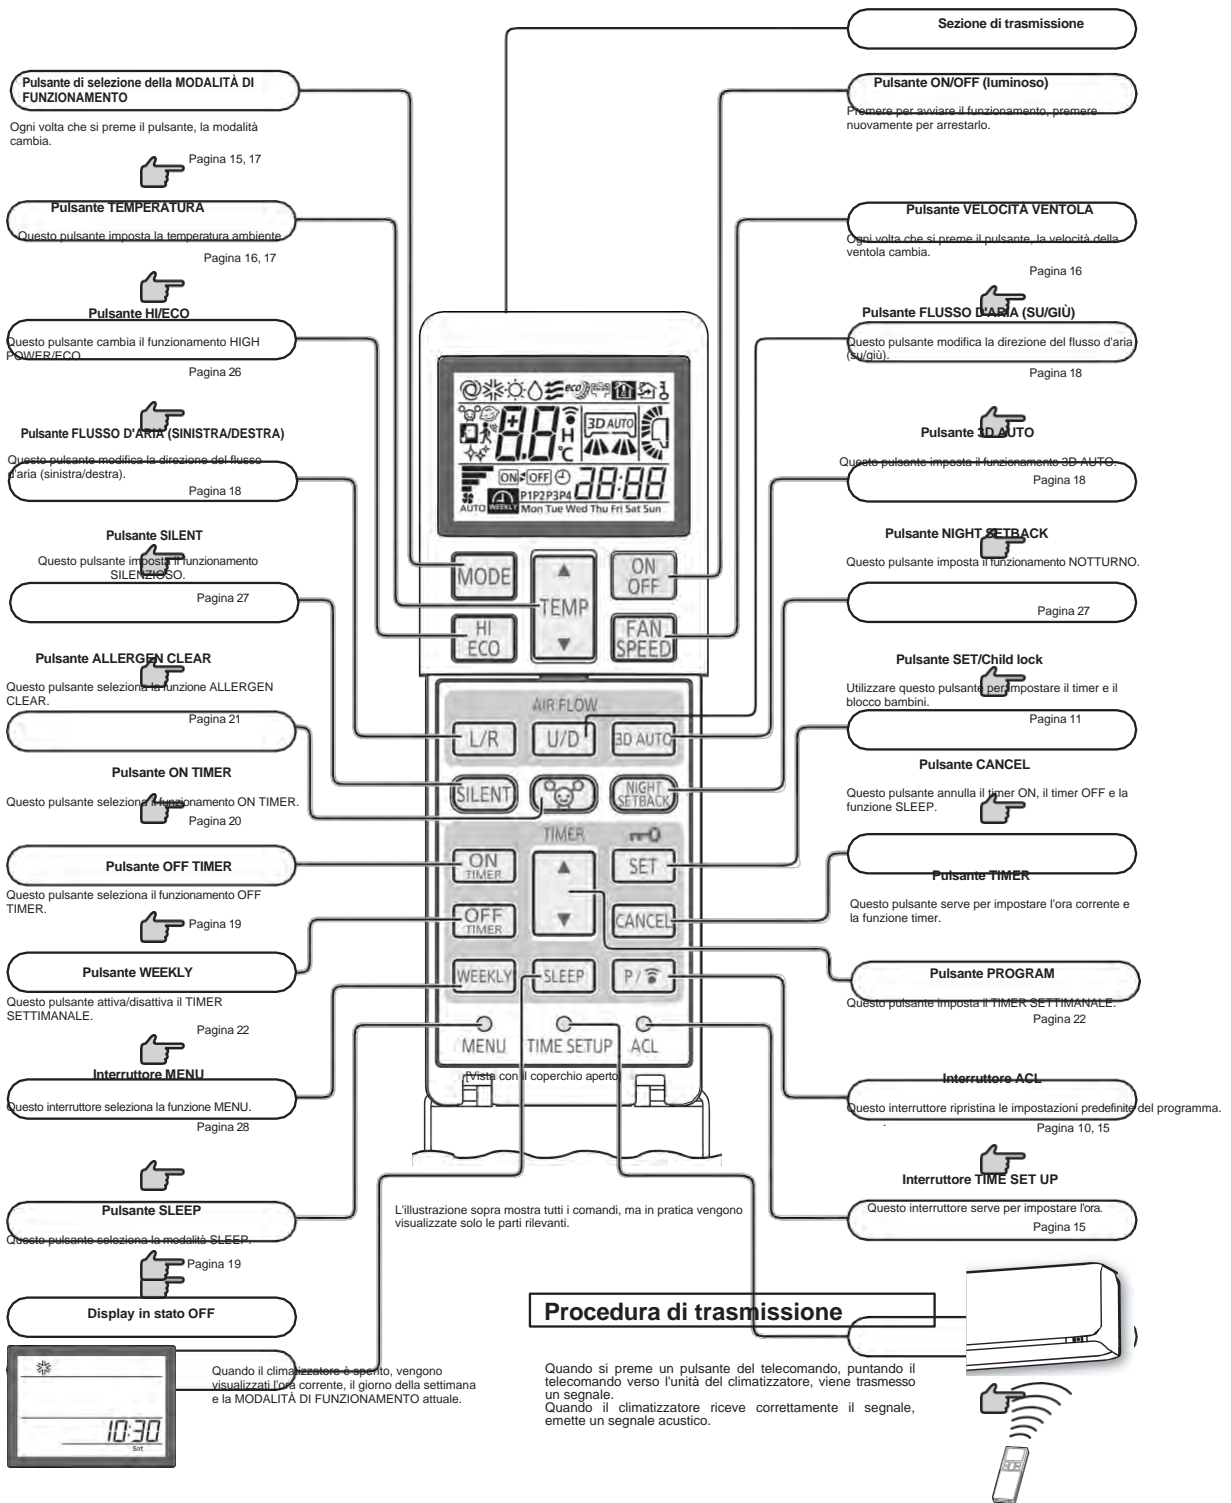 Sezione di trasmissione
Pulsante di selezione della MODALITÀ DI
FUNZIONAMENTO
Ogni volta che si preme il pulsante, la modalità
cambia.
Pagina 15, 17
Pulsante TEMPERATURA
Questo pulsante imposta la temperatura ambiente
Pagina 16, 17
Pulsante HI/ECO
Questo pulsante cambia il funzionamento HIGH
POWER/ECO
Pagina 26
Pulsante FLUSSO D'ARIA (SINISTRA/DESTRA)
Questo pulsante modifica la direzione del flusso
d'aria (sinistra/destra).
Pagina 18
Pulsante SILENT
Questo pulsante imposta il funzionamento
SILENZIOSO.
Pagina 27
Pulsante ALLERGEN CLEAR
Questo pulsante seleziona la funzione ALLERGEN
CLEAR.
Pagina 21
Pulsante ON TIMER
Questo pulsante seleziona il funzionamento ON TIMER.
Pagina 20
Pulsante OFF TIMER
Questo pulsante seleziona il funzionamento OFF
TIMER.
Pagina 19
Pulsante WEEKLY
Questo pulsante attiva/disattiva il TIMER
SETTIMANALE.
Pagina 22
Interruttore MENU
Questo interruttore seleziona la funzione MENU.
Pagina 28
Pulsante SLEEP
Questo pulsante seleziona la modalità SLEEP.
Pagina 19
Display in stato OFF
10:30
Sat
Quando il climatizzatore è spento, vengono
visualizzati l'ora corrente, il giorno della settimana
e la MODALITÀ DI FUNZIONAMENTO attuale.
eco
3D AUTO
H
°C
ON OFF
88:88
P1P2P3P4
AUTO WEEKLY Mon Tue Wed Thu Fri Sat Sun
MODE
TEMP
ON
OFF
HI
ECO
FAN
SPEED
AIR FLOW
L/R
U/D
3D AUTO
SILENT
NIGHT
SETBACK
TIMER
ON
TIMER
SET
OFF
TIMER
CANCEL
WEEKLY
SLEEP
P/
MENU
TIME SETUP
ACL
[Vista con il coperchio aperto]
L'illustrazione sopra mostra tutti i comandi, ma in pratica vengono
visualizzate solo le parti rilevanti.
Pulsante ON/OFF (luminoso)
Premere per avviare il funzionamento, premere
nuovamente per arrestarlo.
Pulsante VELOCITÀ VENTOLA
Ogni volta che si preme il pulsante, la velocità della
ventola cambia.
Pagina 16
Pulsante FLUSSO D'ARIA (SU/GIÙ)
Questo pulsante modifica la direzione del flusso d'aria
(su/giù).
Pagina 18
Pulsante 3D AUTO
Questo pulsante imposta il funzionamento 3D AUTO.
Pagina 18
Pulsante NIGHT SETBACK
Questo pulsante imposta il funzionamento NOTTURNO.
Pagina 27
Pulsante SET/Child lock
Utilizzare questo pulsante per impostare il timer e il
blocco bambini.
Pagina 11
Pulsante CANCEL
Questo pulsante annulla il timer ON, il timer OFF e la
funzione SLEEP.
Pulsante TIMER
Questo pulsante serve per impostare l'ora corrente e
la funzione timer.
Pulsante PROGRAM
Questo pulsante imposta il TIMER SETTIMANALE.
Pagina 22
Interruttore ACL
Questo interruttore ripristina le impostazioni predefinite del programma.
.
Pagina 10, 15
Interruttore TIME SET UP
Questo interruttore serve per impostare l'ora.
Pagina 15
Procedura di trasmissione
Quando si preme un pulsante del telecomando, puntando il
telecomando verso l'unità del climatizzatore, viene trasmesso
un segnale.
Quando il climatizzatore riceve correttamente il segnale,
emette un segnale acustico.